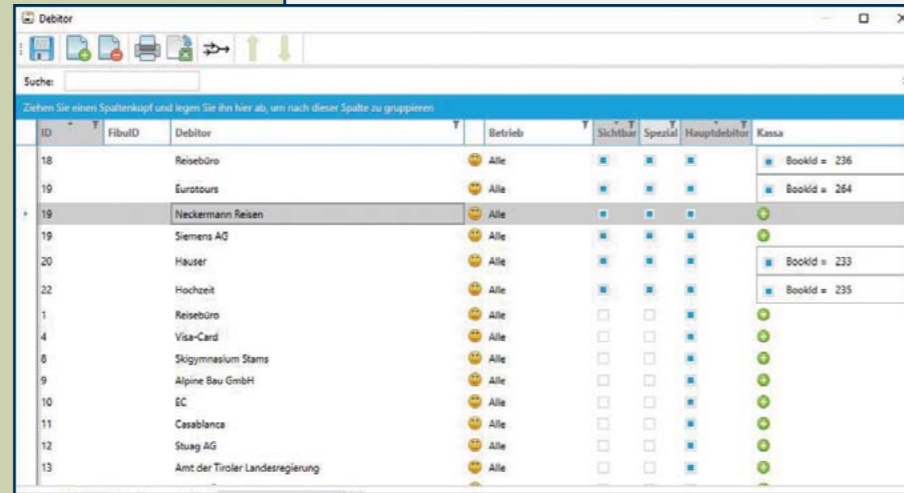 Debitor
Suche:
Ziehen Sie einen Spaltenkopf und legen Sie ihn hier ab, um nach dieser Spalte zu gruppieren
ID FibuID Debitor Betrieb Sichtbar Spezial Hauptdebitor Kassa
18 Reisebüro Alle BookId = 236
19 Eurotours Alle BookId = 264
19 Neckermann Reisen Alle
19 Siemens AG Alle
20 Hauser Alle BookId = 233
22 Hochzeit Alle BookId = 235
1 Reisebüro Alle
4 Visa-Card Alle
8 Skigymnasium Stams Alle
9 Alpine Bau GmbH Alle
10 EC Alle
11 Casablanca Alle
12 Stuag AG Alle
13 Amt der Tiroler Landesregierung Alle